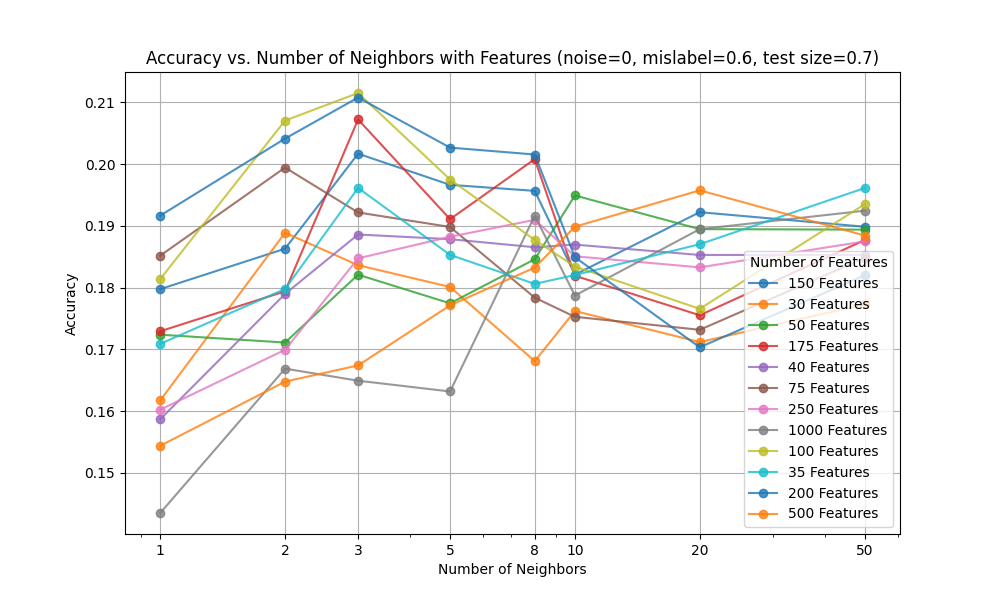 Accuracy vs. Number of Neighbors with Features (noise=0, mislabel=0.6, test size=0.7)
0.21
0.20
0.19
0.18
0.17
0.16
0.15
Accuracy
Number of Features
150 Features
30 Features
50 Features
175 Features
40 Features
75 Features
250 Features
1000 Features
100 Features
35 Features
200 Features
500 Features
1 2 3 5 8 10 20 50
Number of Neighbors